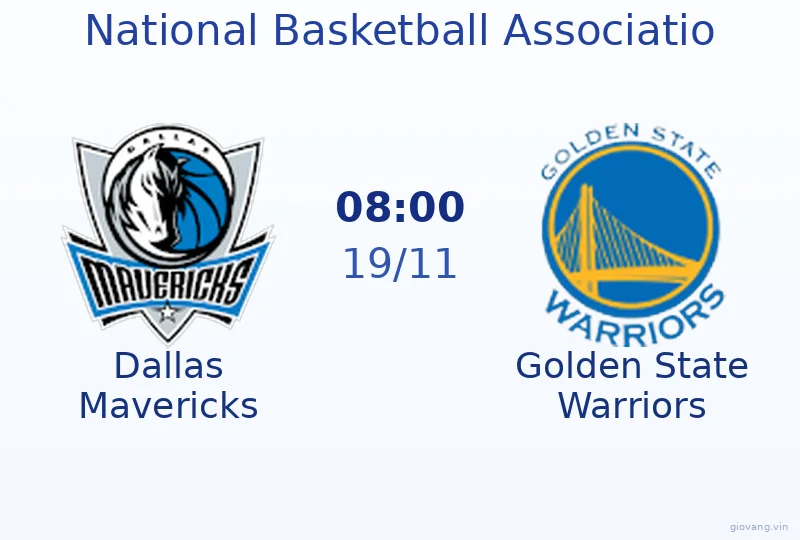 National Basketball Associatio
DALLAS
MAVERICKS
08:00
19/11
GOLDEN STATE
WARRIORS
Dallas
Mavericks
Golden State
Warriors
giovang.vin